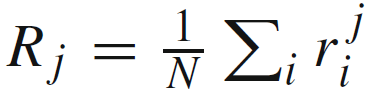 R_j = \frac{1}{N} \sum_i r_i^j